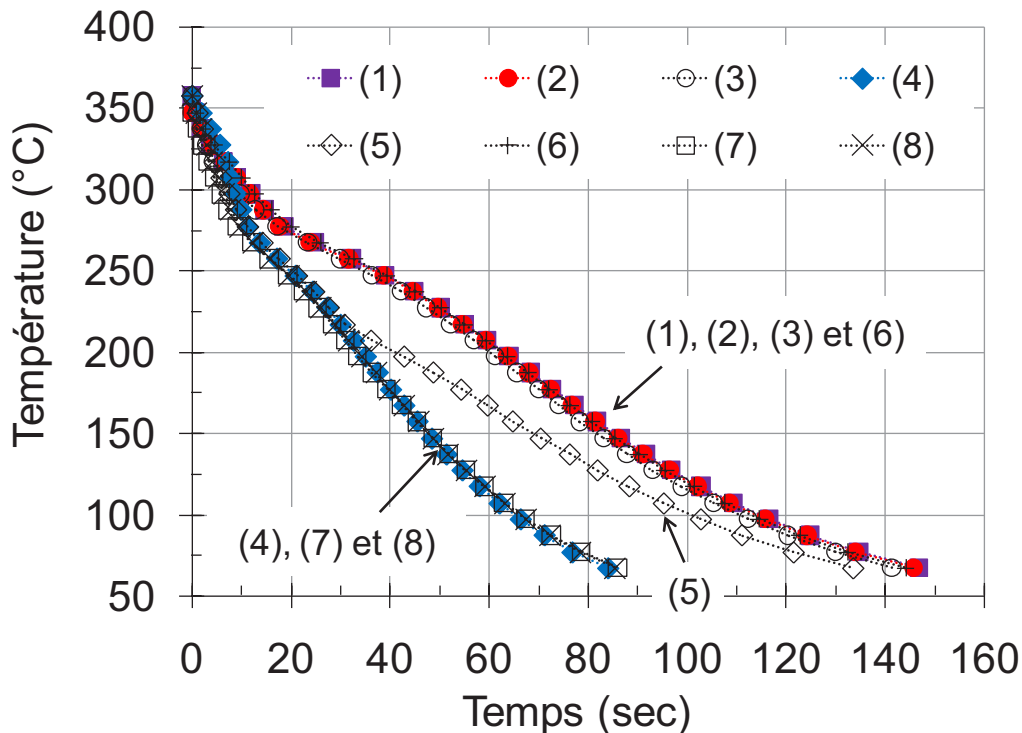 400
350
300
250
200
150
100
50
Température (°C)
(1) (2) (3) (4)
(5) (6) (7) (8)
(1), (2), (3) et (6)
(4), (7) et (8)
(5)
0 20 40 60 80 100 120 140 160
Temps (sec)